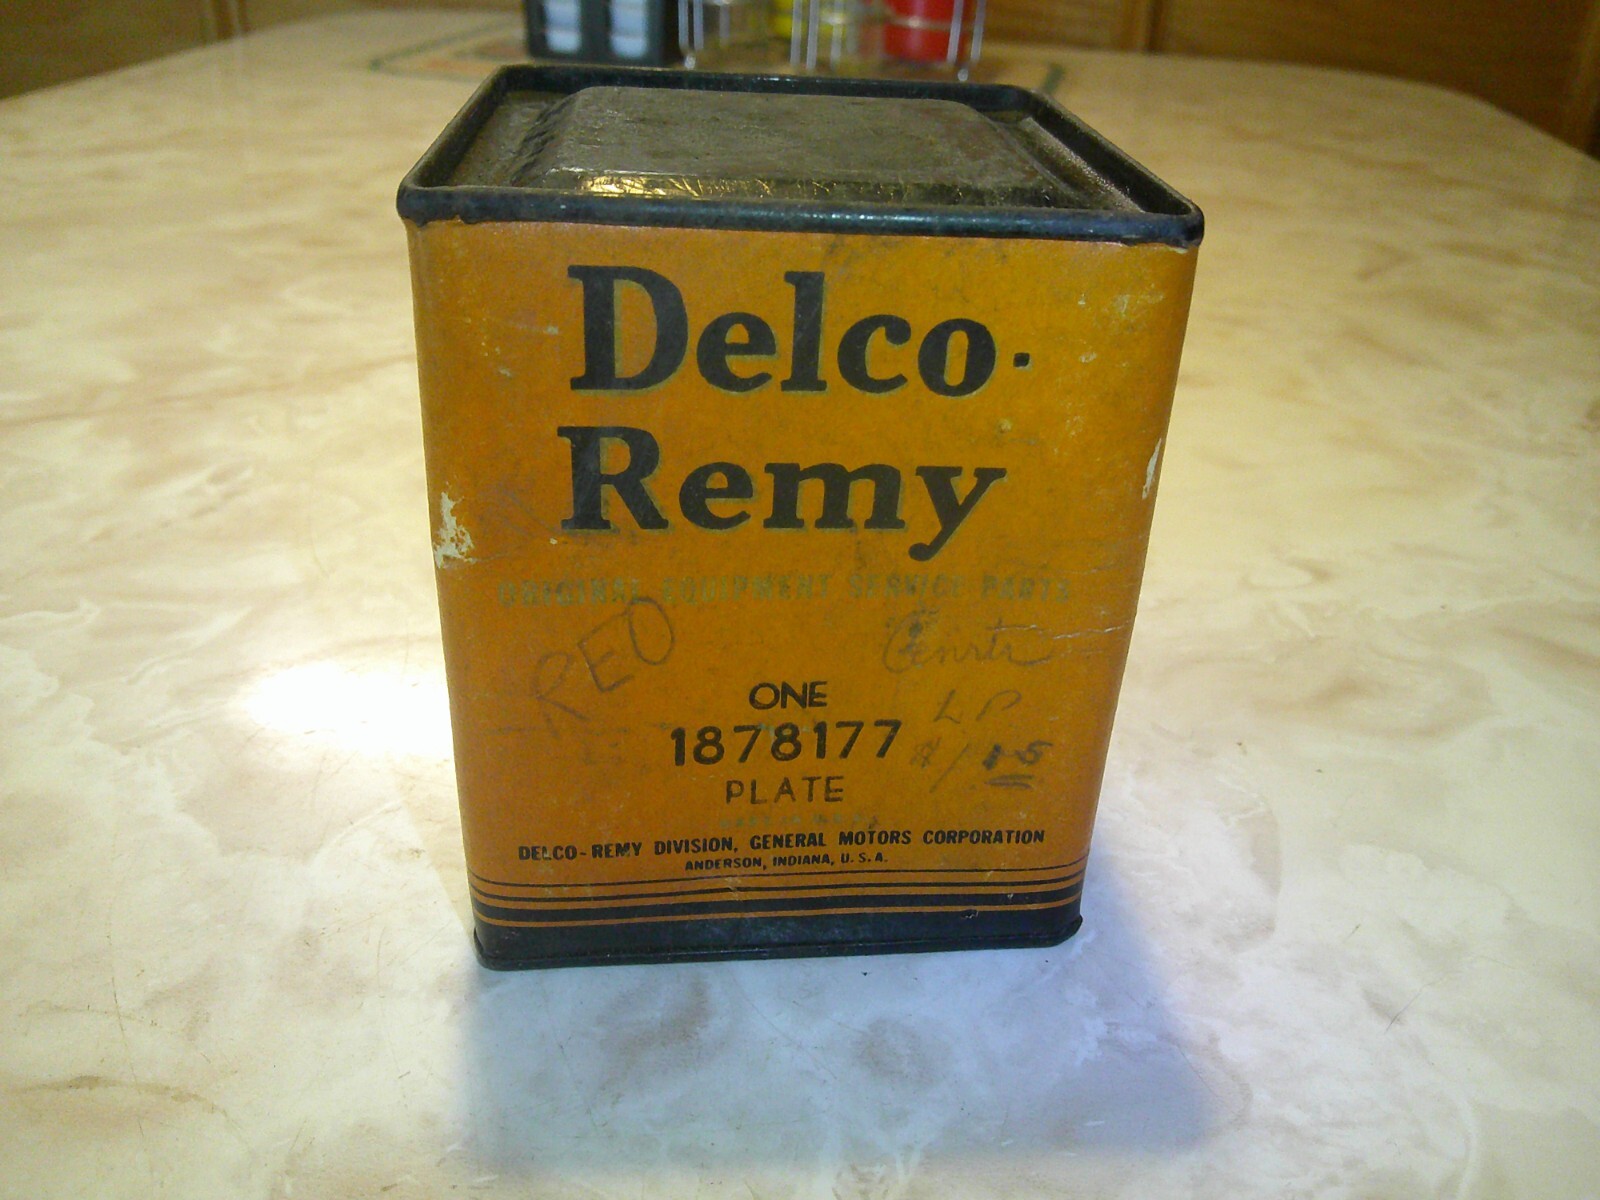 Delco-
Remy
ORIGINAL EQUIPMENT SERVICE PARTS
REO
ONE
LP
1878177
PLATE
DELCO-REMY DIVISION, GENERAL MOTORS CORPORATION
ANDERSON, INDIANA, U.S.A.